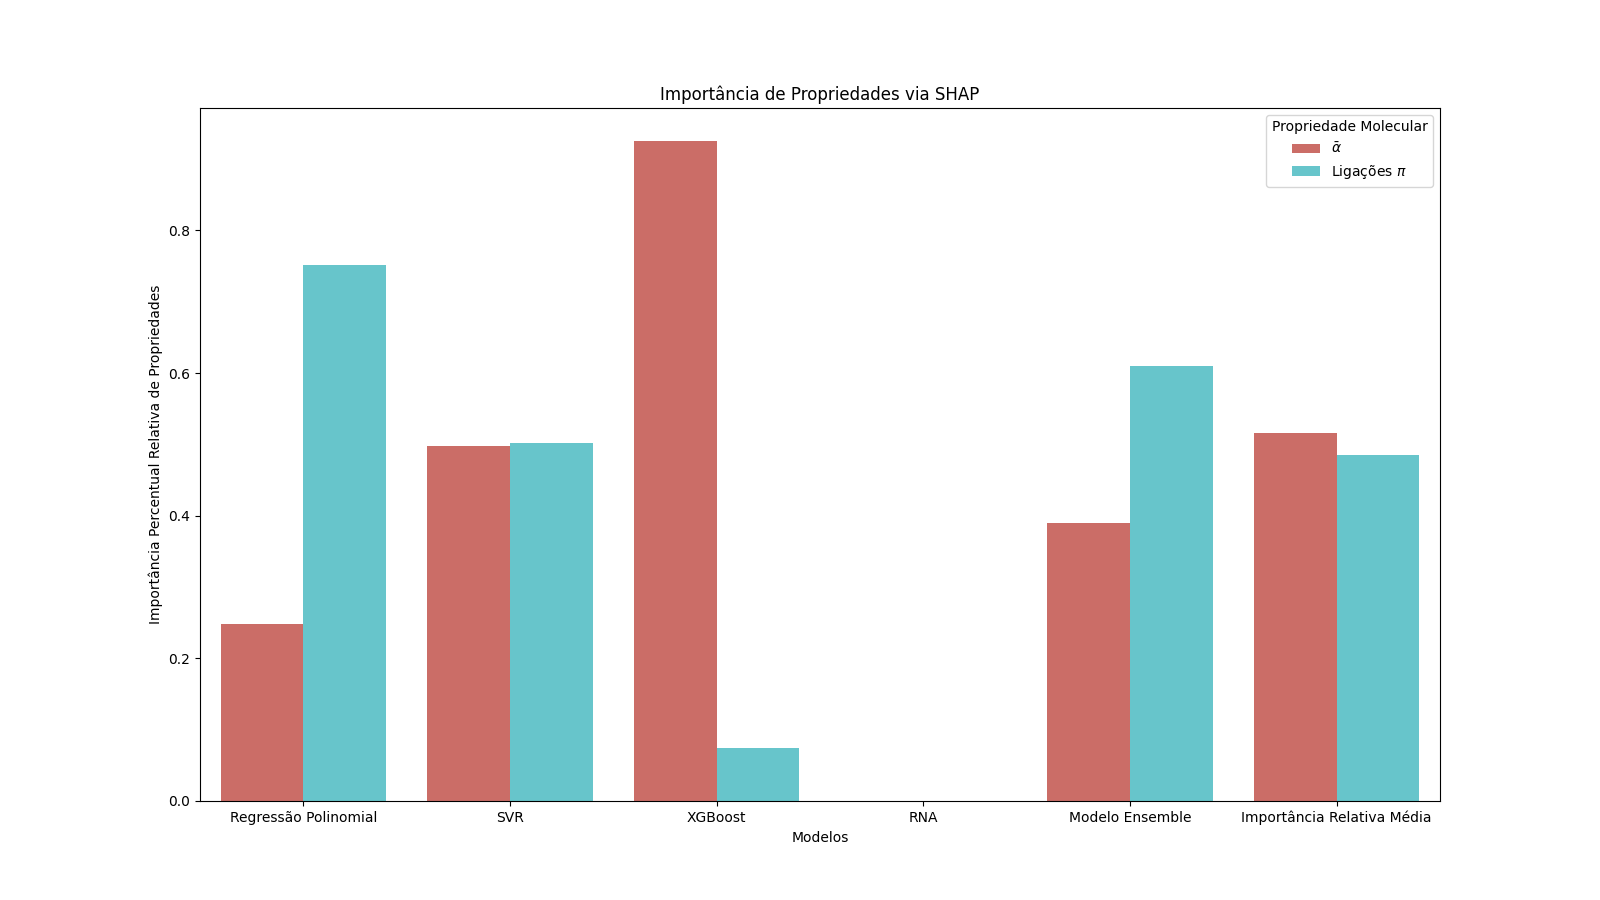 Importância de Propriedades via SHAP
Propriedade Molecular
ᾱ
Ligações π
Importância Percentual Relativa de Propriedades
0.8
0.6
0.4
0.2
0.0
Regressão Polinomial
SVR
XGBoost
RNA
Modelo Ensemble
Importância Relativa Média
Modelos